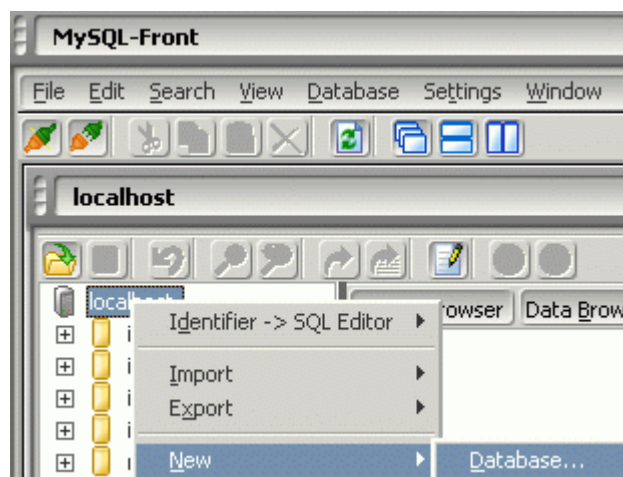 MySQL-Front
File Edit Search View Database Settings Window
localhost
localhost
Browser Data Brow
Identifier -> SQL Editor
Import
Export
New Database...